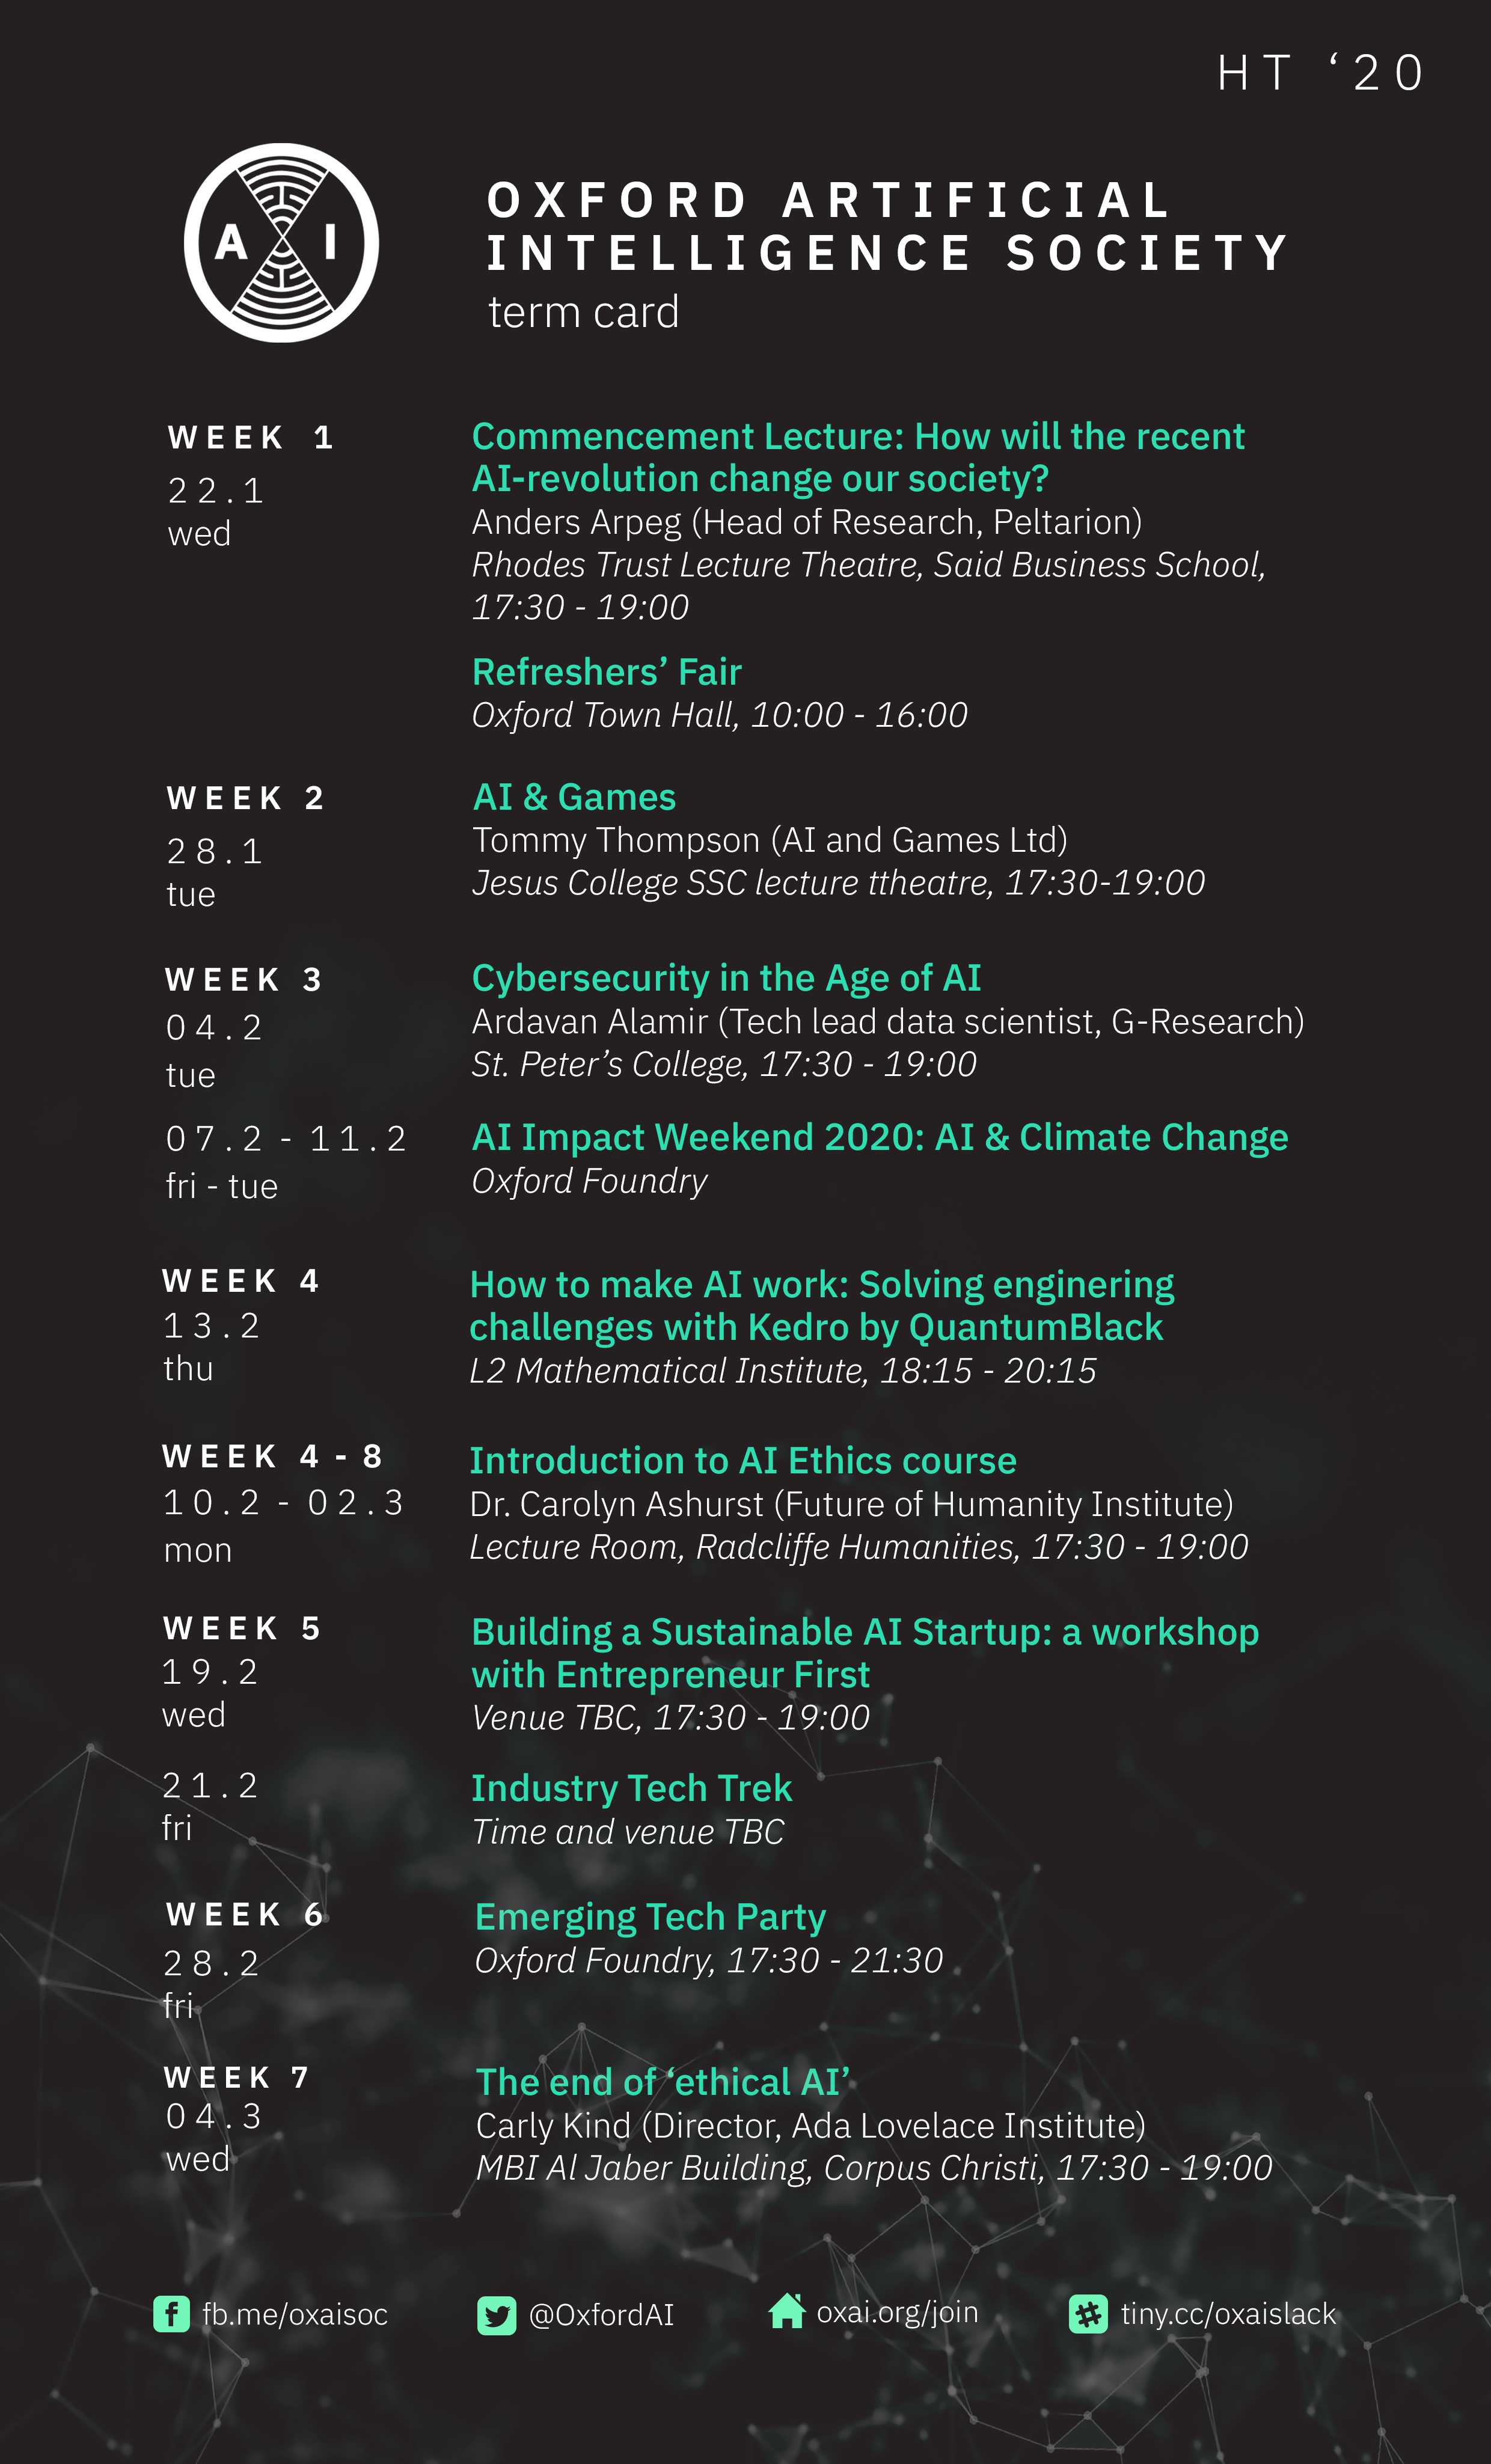 HT ‘20
A I
OXFORD ARTIFICIAL
INTELLIGENCE SOCIETY
term card
WEEK 1
22.1
wed
Commencement Lecture: How will the recent
AI-revolution change our society?
Anders Arpeg (Head of Research, Peltarion)
Rhodes Trust Lecture Theatre, Said Business School,
17:30 - 19:00
Refreshers’ Fair
Oxford Town Hall, 10:00 - 16:00
WEEK 2
28.1
tue
AI & Games
Tommy Thompson (AI and Games Ltd)
Jesus College SSC lecture ttheatre, 17:30-19:00
WEEK 3
04.2
tue
Cybersecurity in the Age of AI
Ardavan Alamir (Tech lead data scientist, G-Research)
St. Peter’s College, 17:30 - 19:00
07.2 - 11.2
fri - tue
AI Impact Weekend 2020: AI & Climate Change
Oxford Foundry
WEEK 4
13.2
thu
How to make AI work: Solving enginering
challenges with Kedro by QuantumBlack
L2 Mathematical Institute, 18:15 - 20:15
WEEK 4 - 8
10.2 - 02.3
mon
Introduction to AI Ethics course
Dr. Carolyn Ashurst (Future of Humanity Institute)
Lecture Room, Radcliffe Humanities, 17:30 - 19:00
WEEK 5
19.2
wed
Building a Sustainable AI Startup: a workshop
with Entrepreneur First
Venue TBC, 17:30 - 19:00
21.2
fri
Industry Tech Trek
Time and venue TBC
WEEK 6
28.2
fri
Emerging Tech Party
Oxford Foundry, 17:30 - 21:30
WEEK 7
04.3
wed
The end of ‘ethical AI’
Carly Kind (Director, Ada Lovelace Institute)
MBI Al Jaber Building, Corpus Christi, 17:30 - 19:00
fb.me/oxaisoc
@OxfordAI
oxai.org/join
tiny.cc/oxaislack